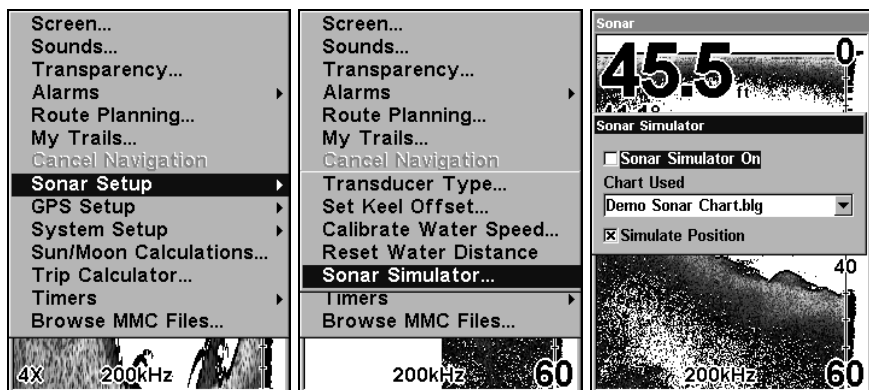 Screen...
Sounds...
Transparency...
Alarms
Route Planning...
My Trails...
Cancel Navigation
Sonar Setup
GPS Setup
System Setup
Sun/Moon Calculations...
Trip Calculator...
Timers
Browse MMC Files...
4X 200kHz
Screen...
Sounds...
Transparency...
Alarms
Route Planning...
My Trails...
Cancel Navigation
Transducer Type...
Set Keel Offset...
Calibrate Water Speed...
Reset Water Distance
Sonar Simulator...
Timers
Browse MMC Files...
200kHz 60
Sonar
45.5 ft 0
Sonar Simulator
Sonar Simulator On
Chart Used
Demo Sonar Chart.blg
Simulate Position
40
200kHz 60